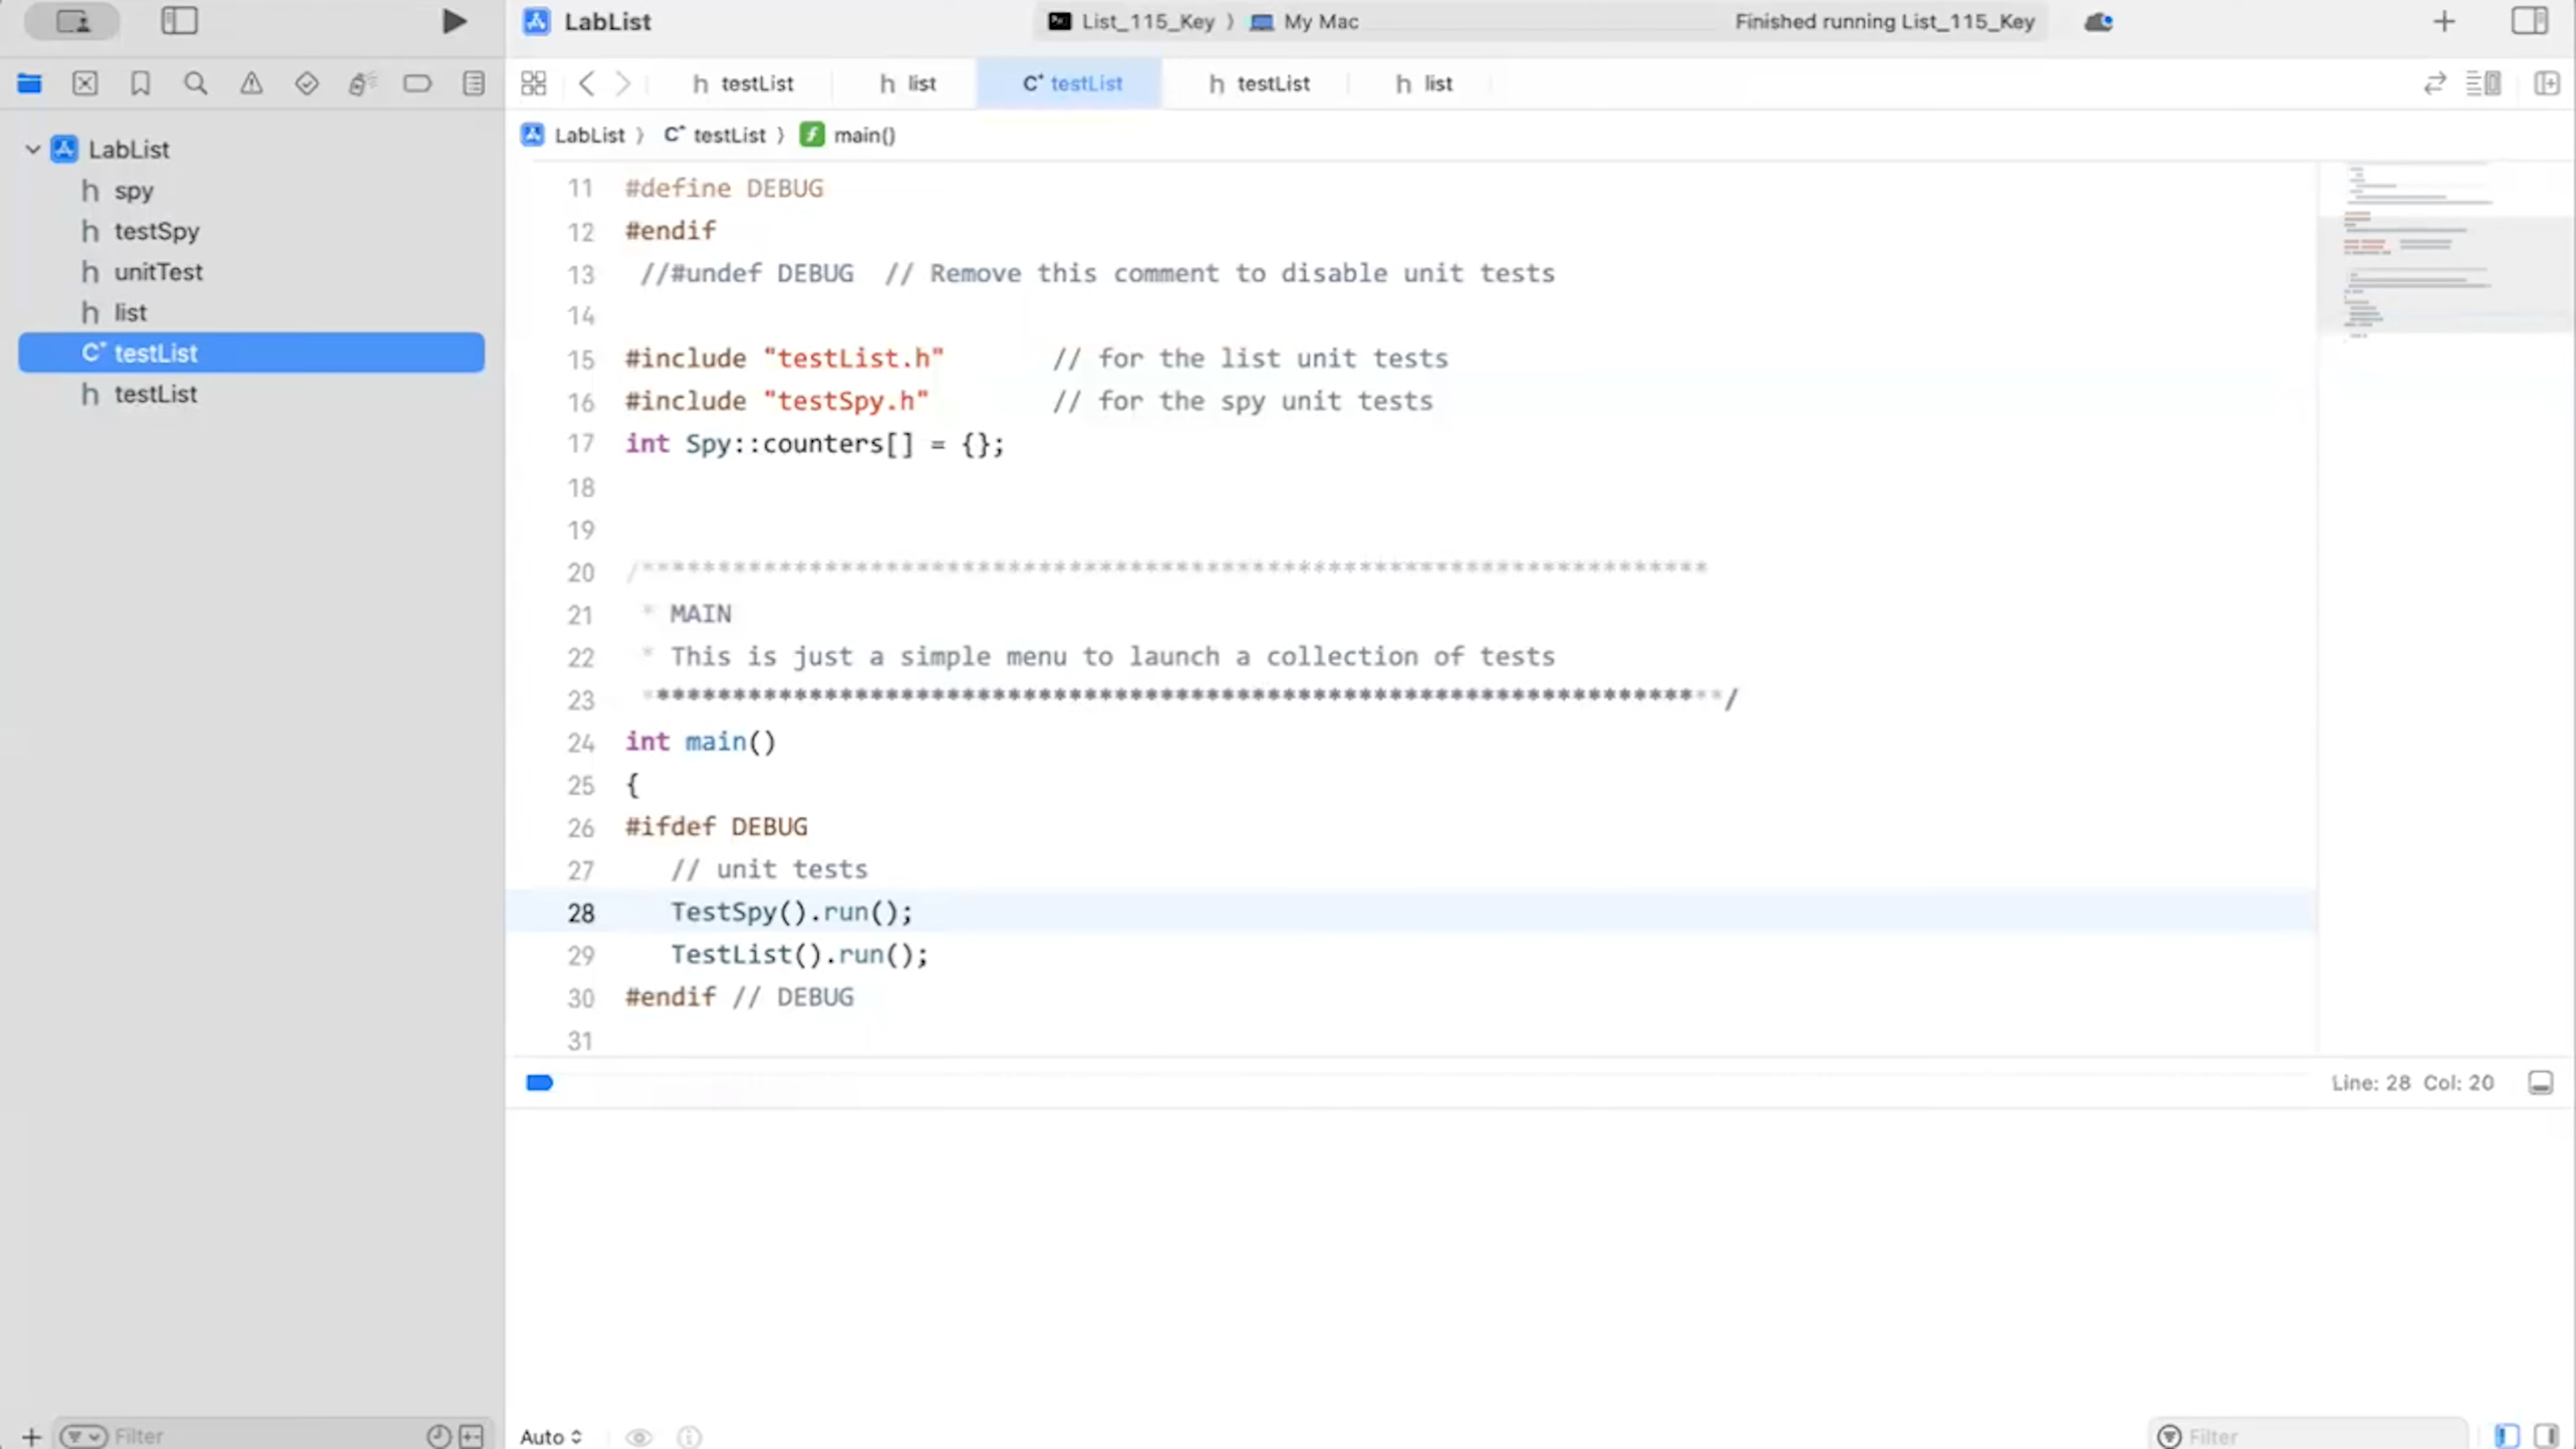 LabList
List_115_Key 〉 My Mac
Finished running List_115_Key
h testList
h list
C⁺ testList
h testList
h list
LabList 〉 C⁺ testList 〉 f main()
LabList
h spy
h testSpy
h unitTest
h list
C⁺ testList
h testList
11 #define DEBUG
12 #endif
13 //#undef DEBUG  // Remove this comment to disable unit tests
14
15 #include "testList.h"       // for the list unit tests
16 #include "testSpy.h"        // for the spy unit tests
17 int Spy::counters[] = {};
18
19
20 /**********************************************************************
21  * MAIN
22  * This is just a simple menu to launch a collection of tests
23  ***********************************************************************/
24 int main()
25 {
26 #ifdef DEBUG
27    // unit tests
28    TestSpy().run();
29    TestList().run();
30 #endif // DEBUG
31
Line: 28  Col: 20
Filter
Auto
Filter